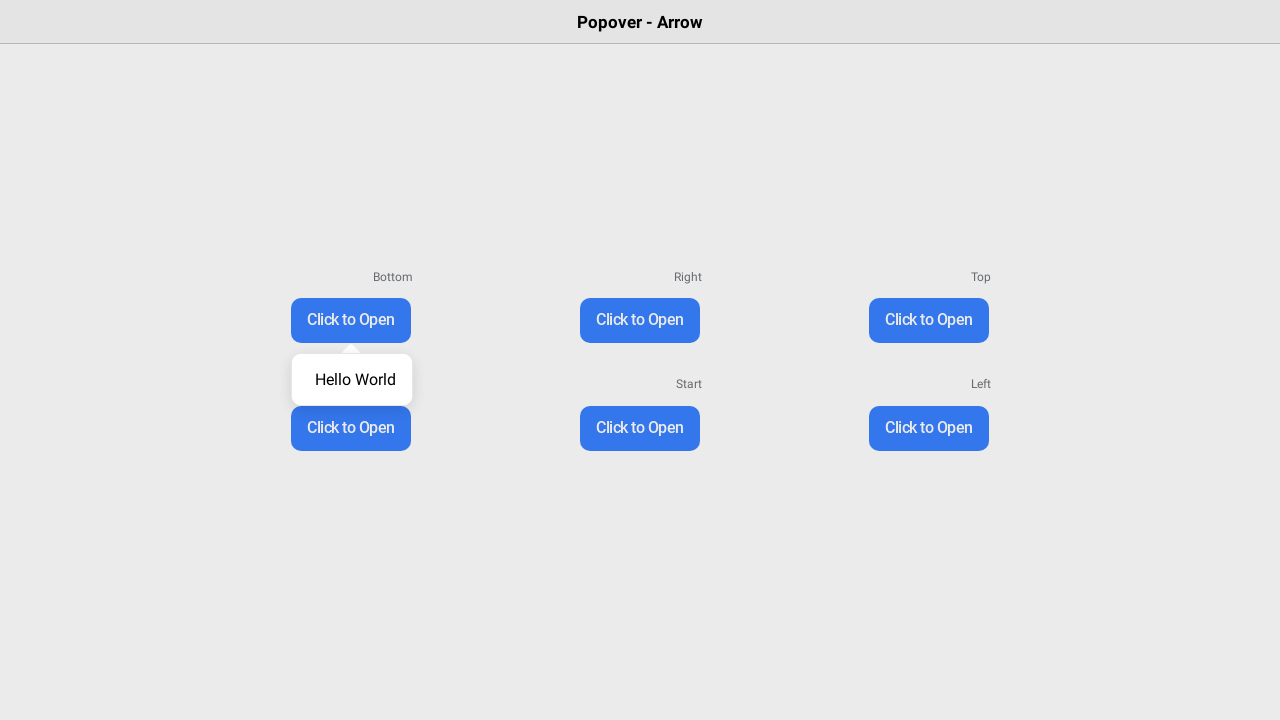 Popover - Arrow
Bottom
Right
Top
Click to Open
Click to Open
Click to Open
Hello World
Start
Left
Click to Open
Click to Open
Click to Open